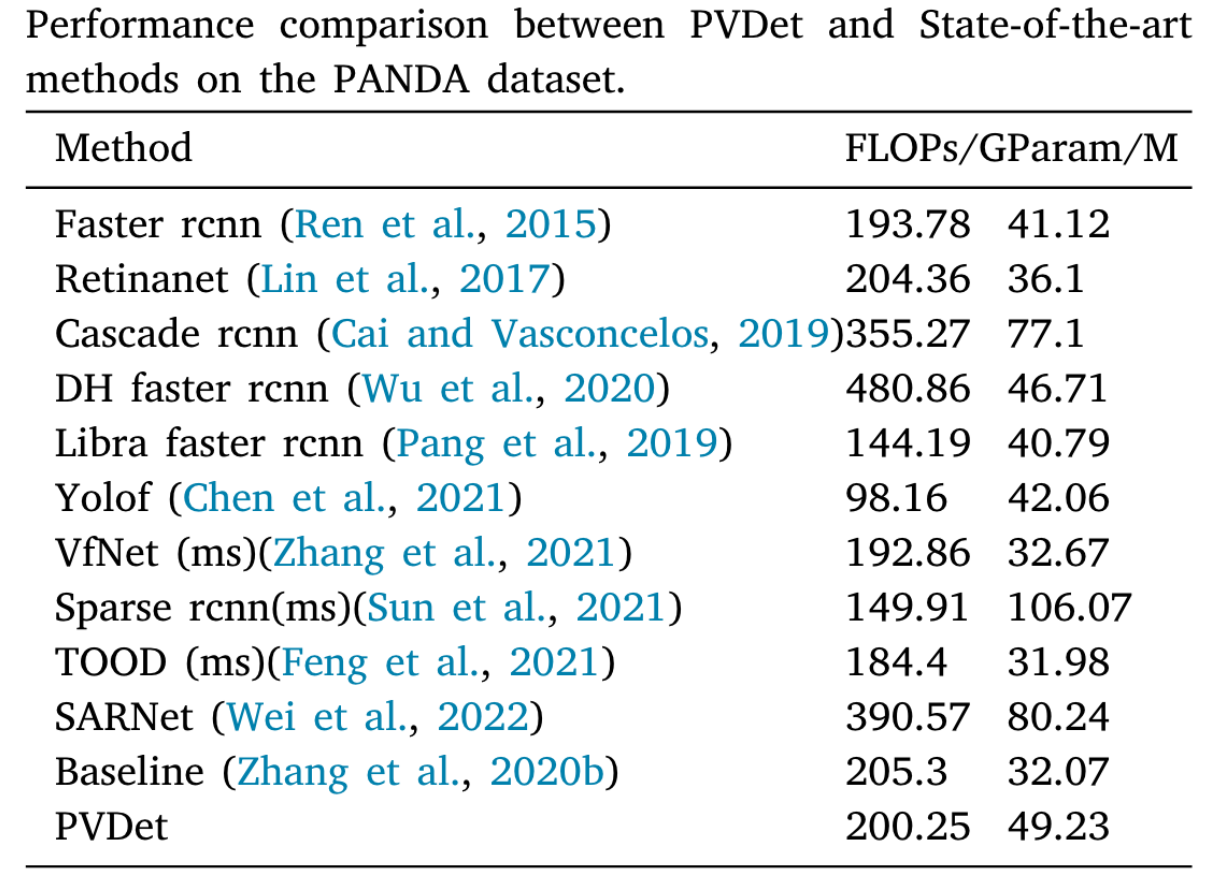 Performance comparison between PVDet and State-of-the-art
methods on the PANDA dataset.
Method FLOPs/GParam/M
Faster rcnn (Ren et al., 2015) 193.78 41.12
Retinanet (Lin et al., 2017) 204.36 36.1
Cascade rcnn (Cai and Vasconcelos, 2019)355.27 77.1
DH faster rcnn (Wu et al., 2020) 480.86 46.71
Libra faster rcnn (Pang et al., 2019) 144.19 40.79
Yolof (Chen et al., 2021) 98.16 42.06
VfNet (ms)(Zhang et al., 2021) 192.86 32.67
Sparse rcnn(ms)(Sun et al., 2021) 149.91 106.07
TOOD (ms)(Feng et al., 2021) 184.4 31.98
SARNet (Wei et al., 2022) 390.57 80.24
Baseline (Zhang et al., 2020b) 205.3 32.07
PVDet 200.25 49.23